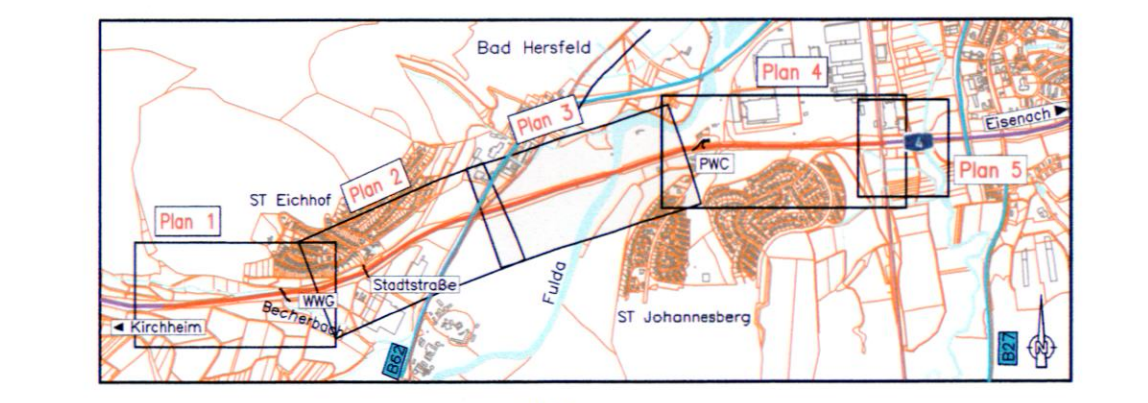 Bad Hersfeld
Plan 4
Plan 3
Eisenach
4
PWC
Plan 5
Plan 2
ST Eichhof
Plan 1
Stadtstraße
WWG
Becherbach
Kirchheim
Fulda
ST Johannesberg
B62
B27
N